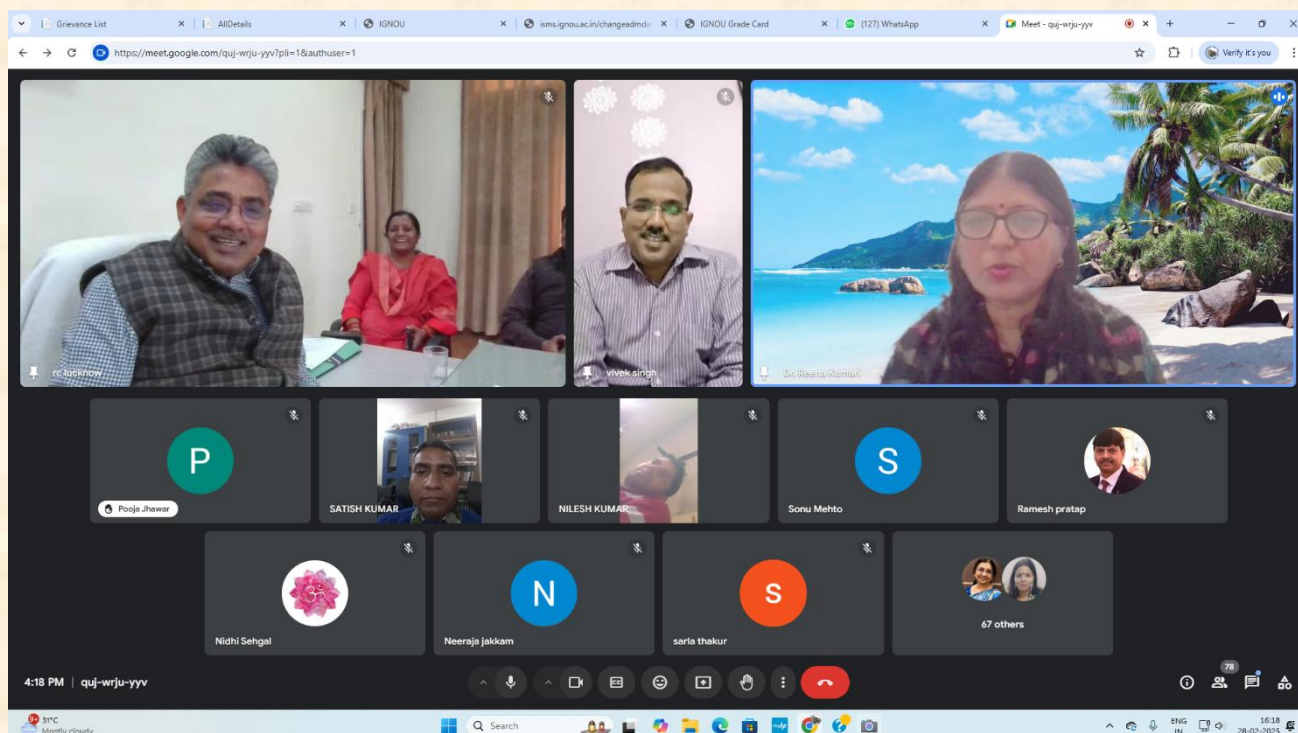 Grievance List
AllDetails
IGNOU
isms.ignou.ac.in/changeadmda
IGNOU Grade Card
(127) WhatsApp
Meet - quj-wrju-yyv
https://meet.google.com/quj-wrju-yyv?pli=1&authuser=1
Verify it's you
rc lucknow
vivek singh
Dr. Reena Kumari
P
S
Pooja Jhawar
SATISH KUMAR
NILESH KUMAR
Sonu Mehto
Ramesh pratap
ॐ
N
s
67 others
Nidhi Sehgal
Neeraja jakkam
sarla thakur
4:18 PM | quj-wrju-yyv
78
9+
31°C
Mostly cloudy
Search
ENG
IN
16:18
28-02-2025